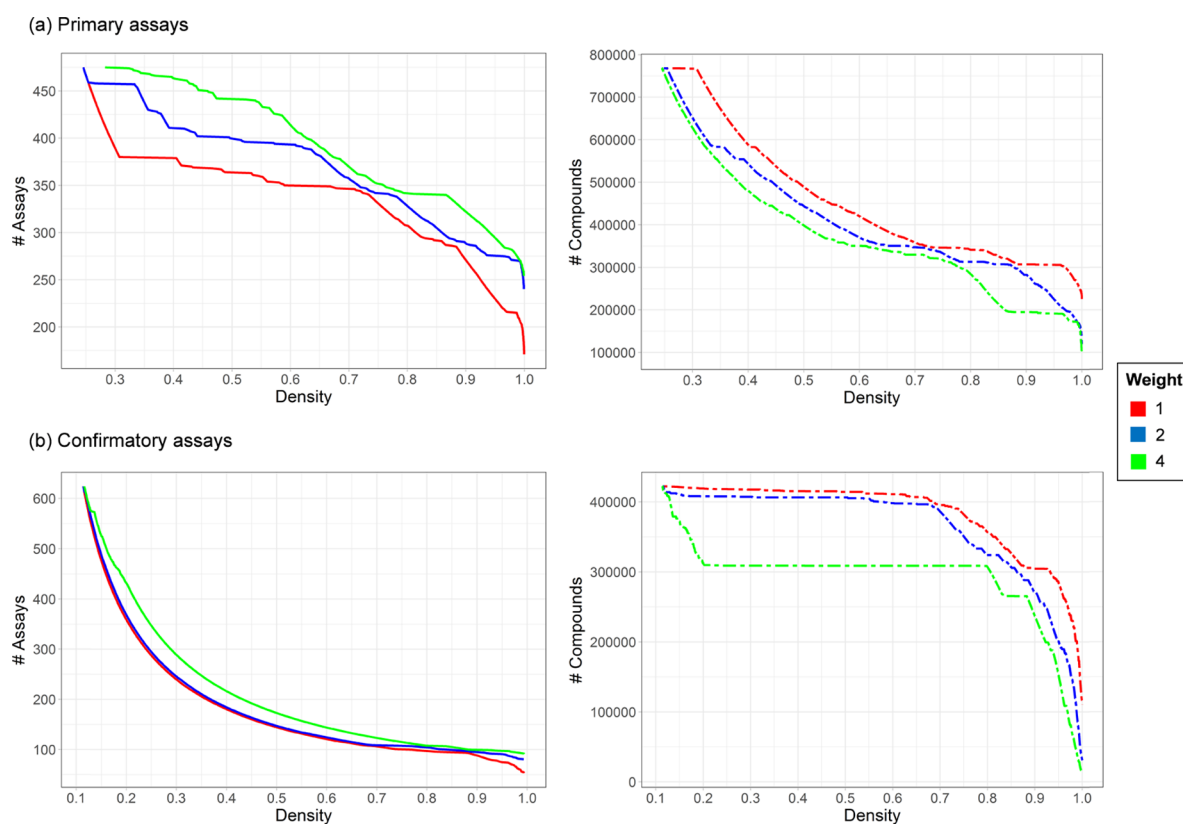 (a) Primary assays
# Assays
450
400
350
300
250
200
0.3 0.4 0.5 0.6 0.7 0.8 0.9 1.0
Density
# Compounds
800000
700000
600000
500000
400000
300000
200000
100000
0.3 0.4 0.5 0.6 0.7 0.8 0.9 1.0
Density
Weight
1
2
4
(b) Confirmatory assays
# Assays
600
500
400
300
200
100
0.1 0.2 0.3 0.4 0.5 0.6 0.7 0.8 0.9 1.0
Density
# Compounds
400000
300000
200000
100000
0
0.1 0.2 0.3 0.4 0.5 0.6 0.7 0.8 0.9 1.0
Density